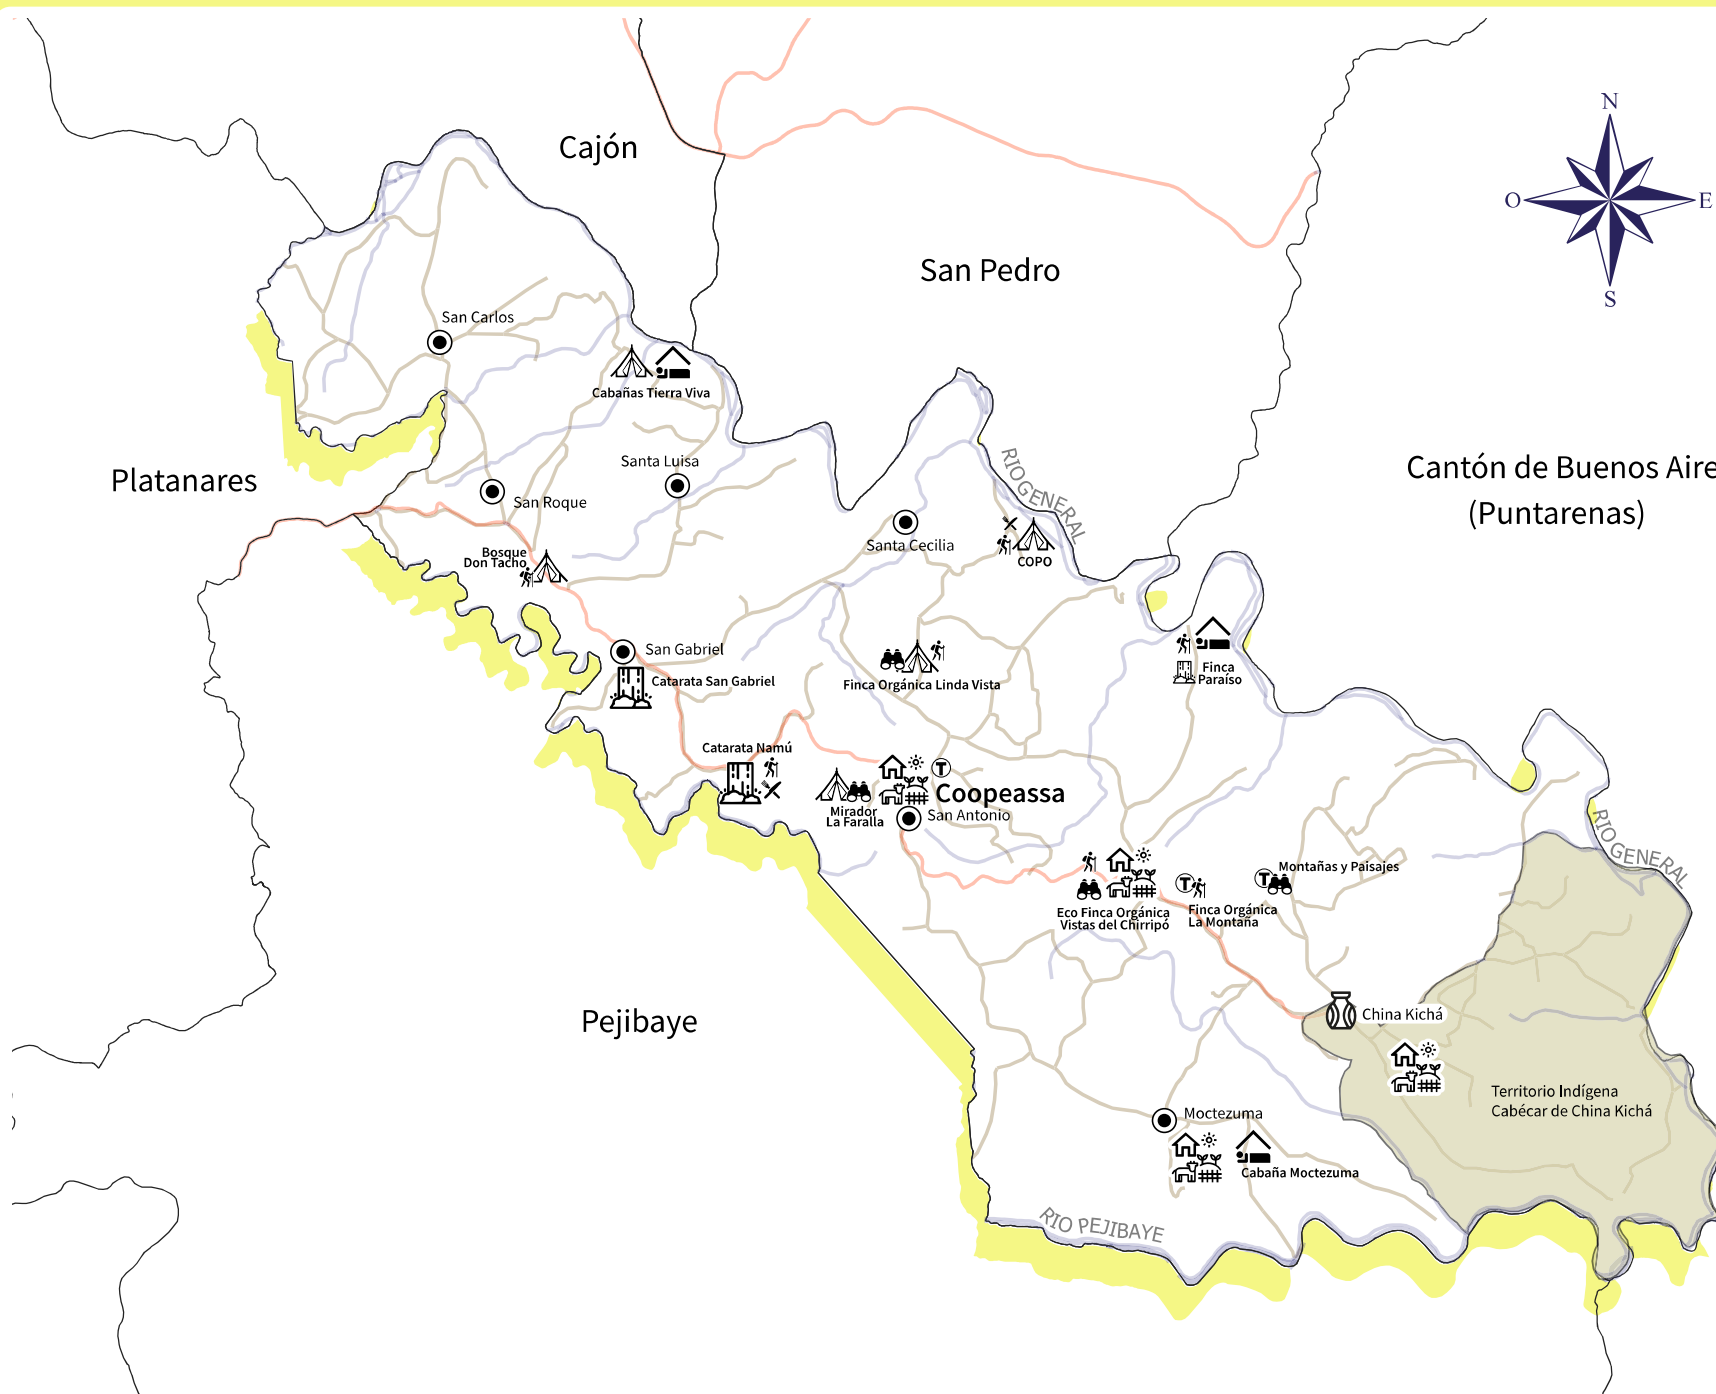 N
O
E
S
Cajón
San Pedro
San Carlos
Cabañas Tierra Viva
Platanares
Santa Luisa
San Roque
RIO GENERAL
Cantón de Buenos Aire
(Puntarenas)
Santa Cecilia
COPO
Bosque
Don Tacho
San Gabriel
Catarata San Gabriel
Finca Orgánica Linda Vista
Finca
Paraíso
Catarata Namú
T
Coopeassa
Mirador
La Faralla
San Antonio
RIO GENERAL
Montañas y Paisajes
T
T
Eco Finca Orgánica
Vistas del Chirripó
Finca Orgánica
La Montaña
Pejibaye
China Kichá
Territorio Indígena
Cabécar de China Kichá
Moctezuma
Cabaña Moctezuma
RIO PEJIBAYE